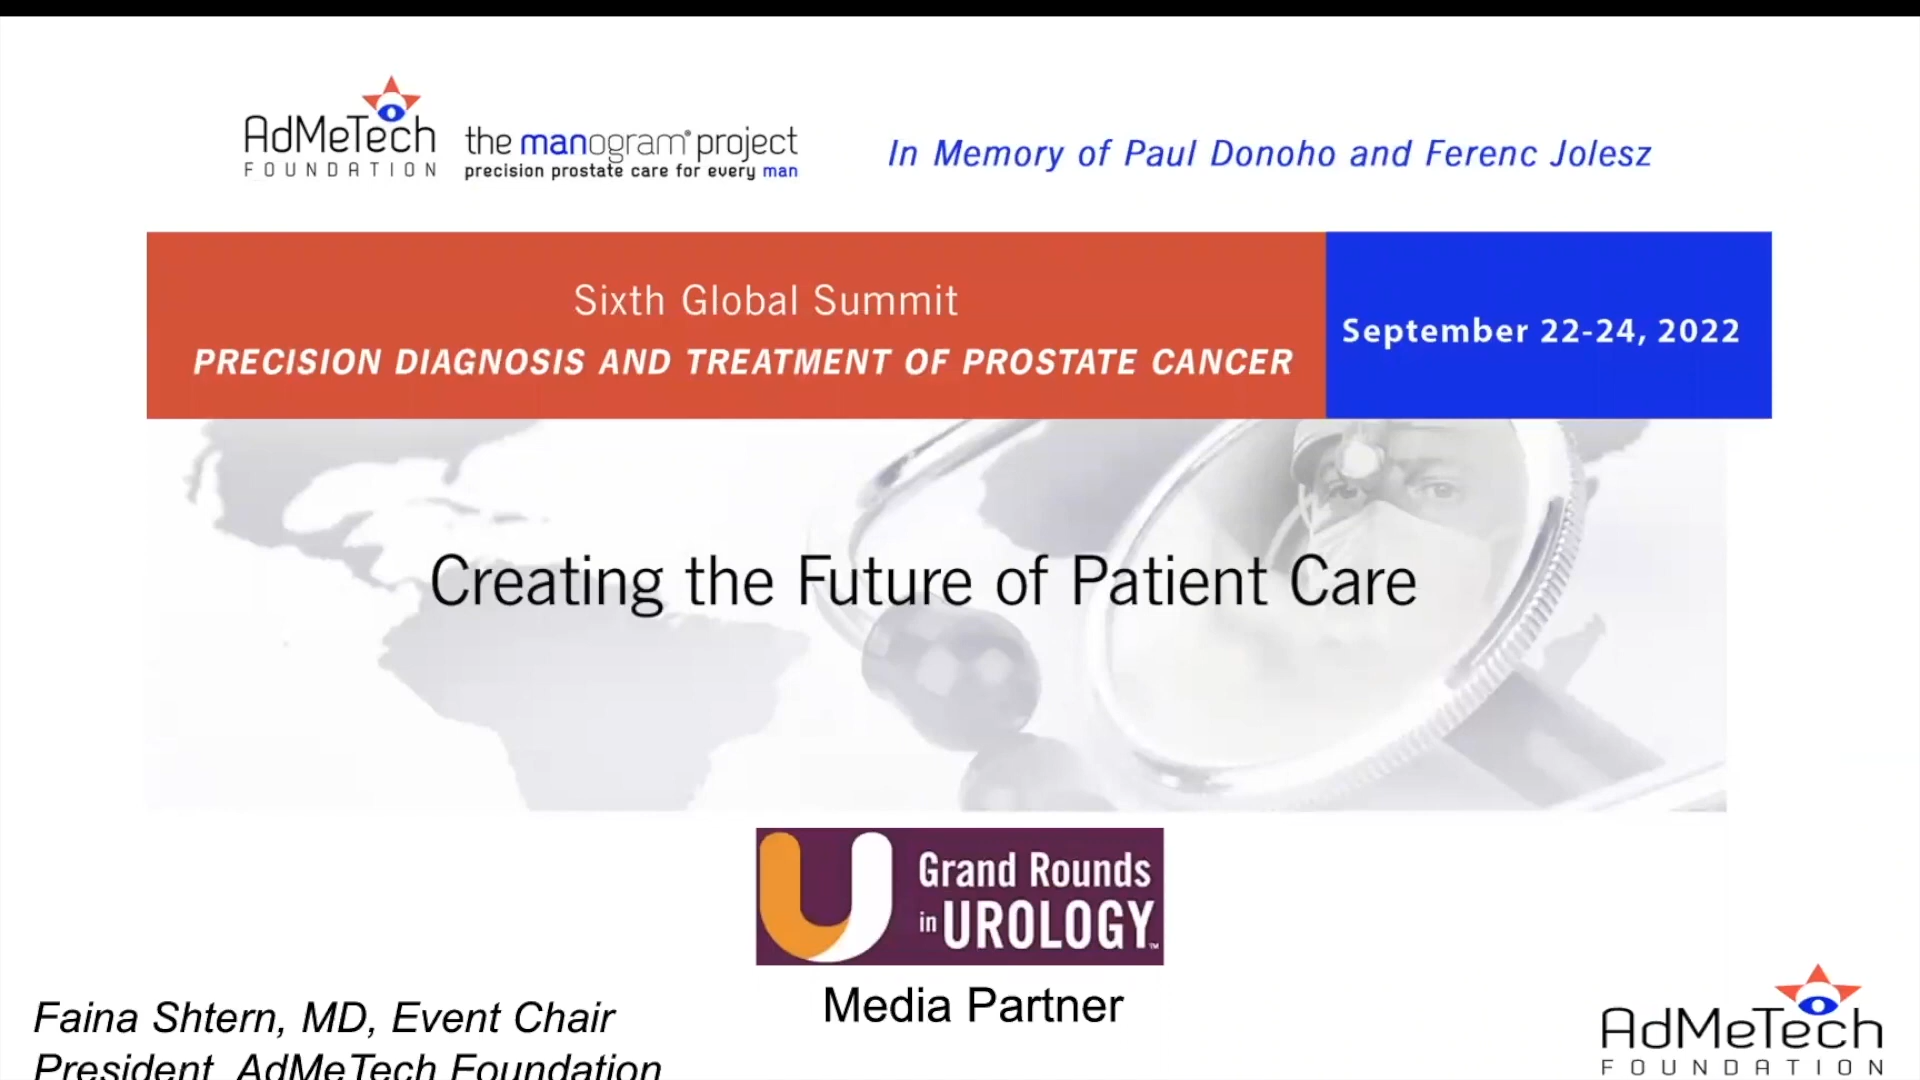 AdMeTech
FOUNDATION
the manogram® project
precision prostate care for every man
In Memory of Paul Donoho and Ferenc Jolesz
Sixth Global Summit
PRECISION DIAGNOSIS AND TREATMENT OF PROSTATE CANCER
September 22-24, 2022
Creating the Future of Patient Care
Grand Rounds
in UROLOGY™
Media Partner
Faina Shtern, MD, Event Chair
President, AdMeTech Foundation
AdMeTech
FOUNDATION